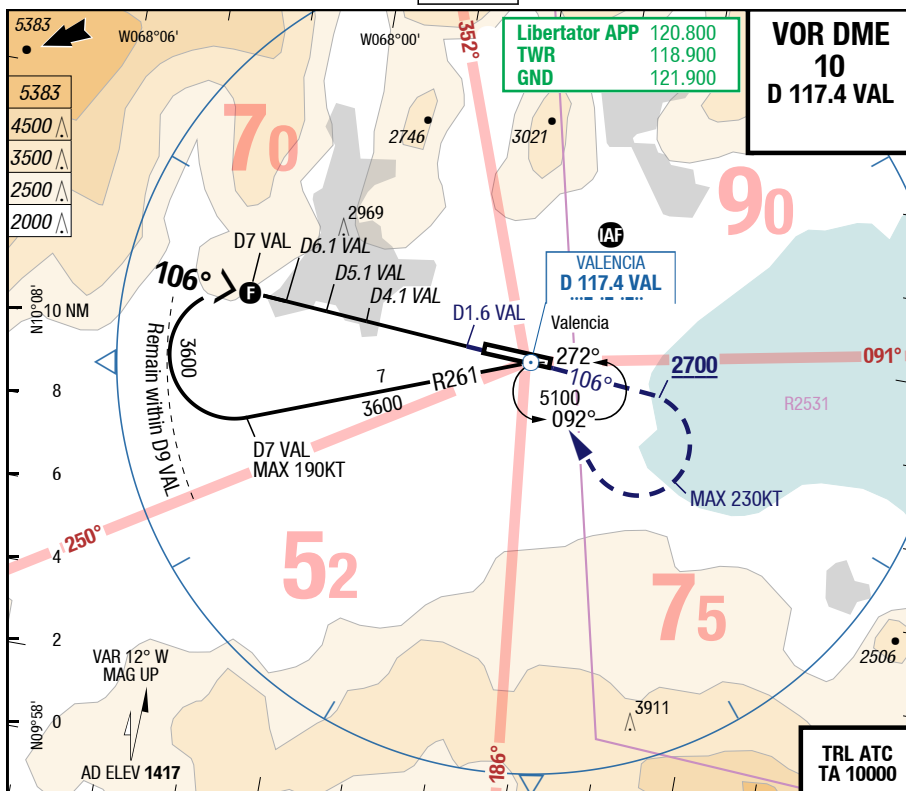 5383
W068°06'
W068°00'
352°
Libertator APP 120.800
TWR 118.900
GND 121.900
VOR DME
10
D 117.4 VAL
5383
4500
3500
2500
2000
70
2746
3021
90
2969
IAF
VALENCIA
D 117.4 VAL
D7 VAL
D6.1 VAL
D5.1 VAL
D4.1 VAL
106°
F
N10°08'
10 NM
D1.6 VAL
Valencia
3600
272°
091°
Remain within D9 VAL
7
R261
3600
106°
2700
5100
092°
R2531
8
D7 VAL
MAX 190KT
6
MAX 230KT
250°
4
52
75
2
VAR 12° W
MAG UP
2506
3911
0
N09°58'
186°
AD ELEV 1417
TRL ATC
TA 10000